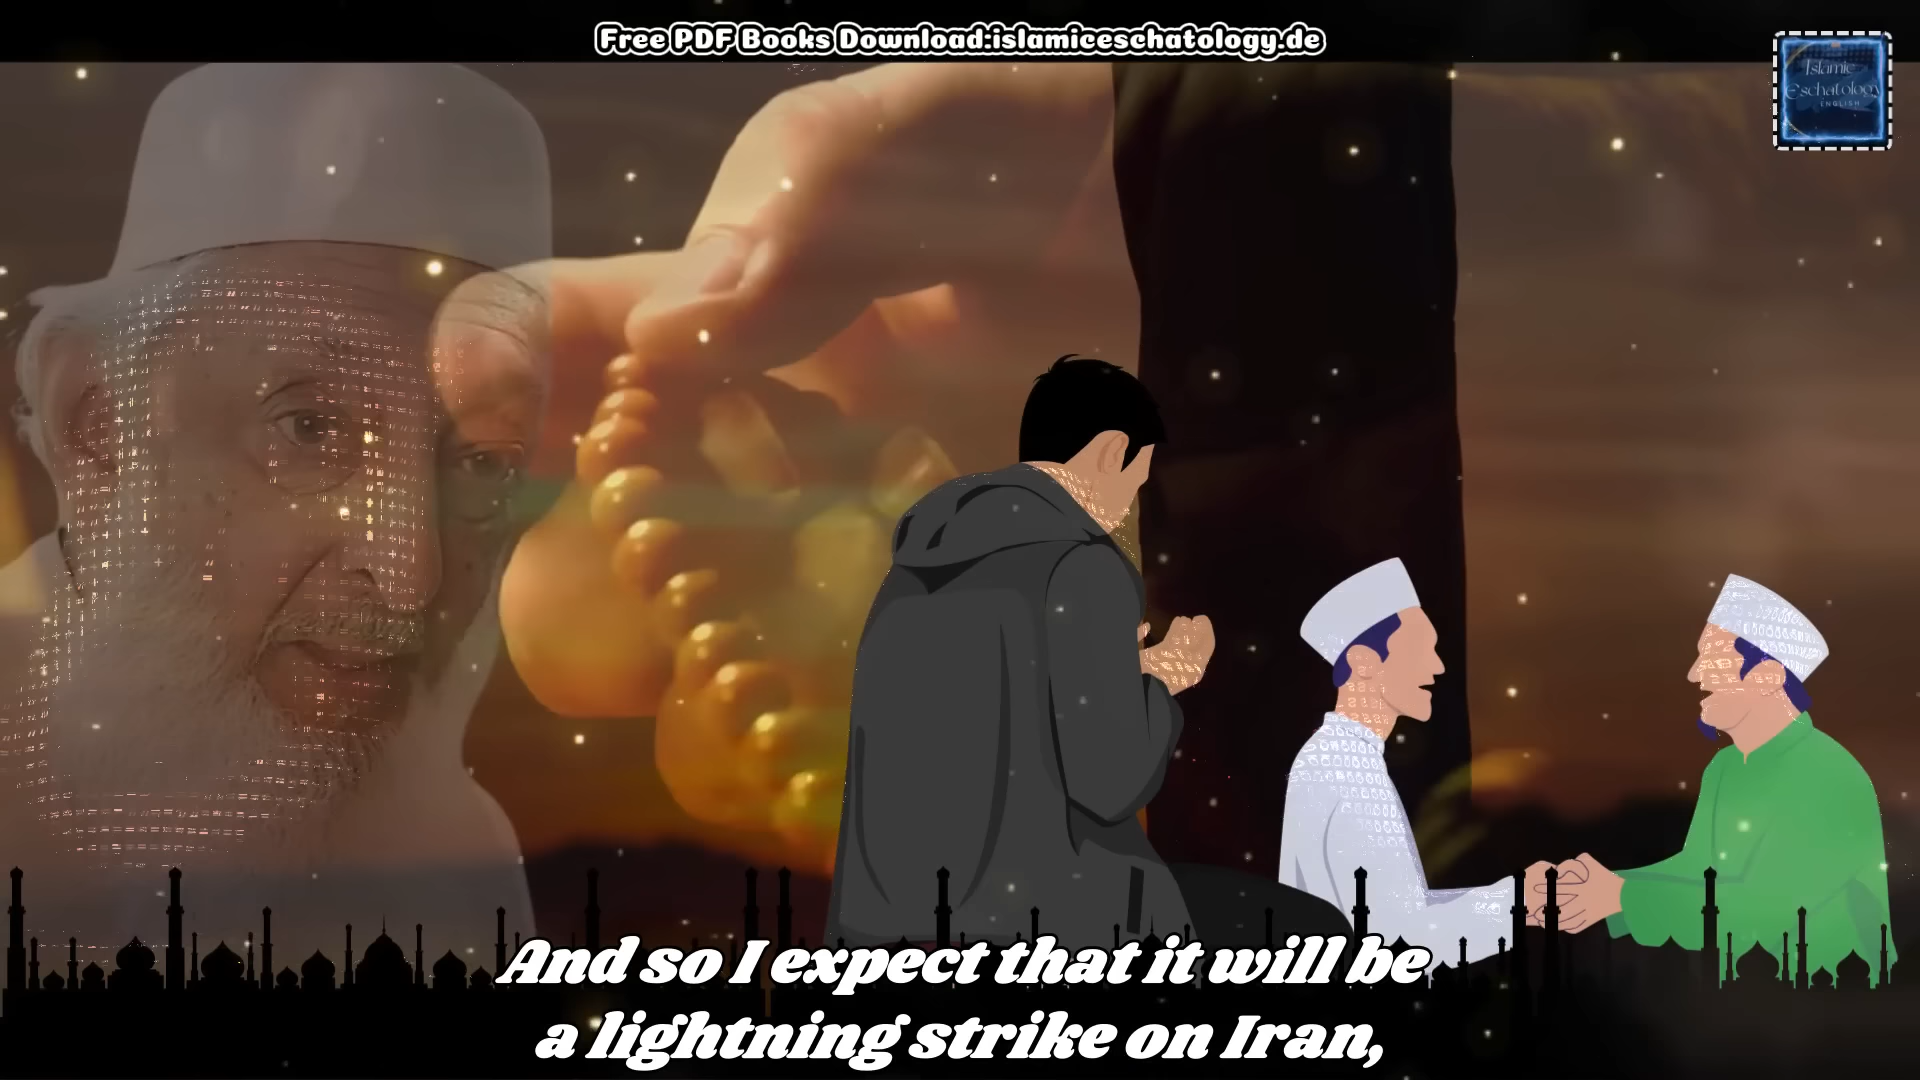 Free PDF Books Download:islamiceschatology.de
Islamic
Eschatology
ENGLISH
And so I expect that it will be
a lightning strike on Iran,